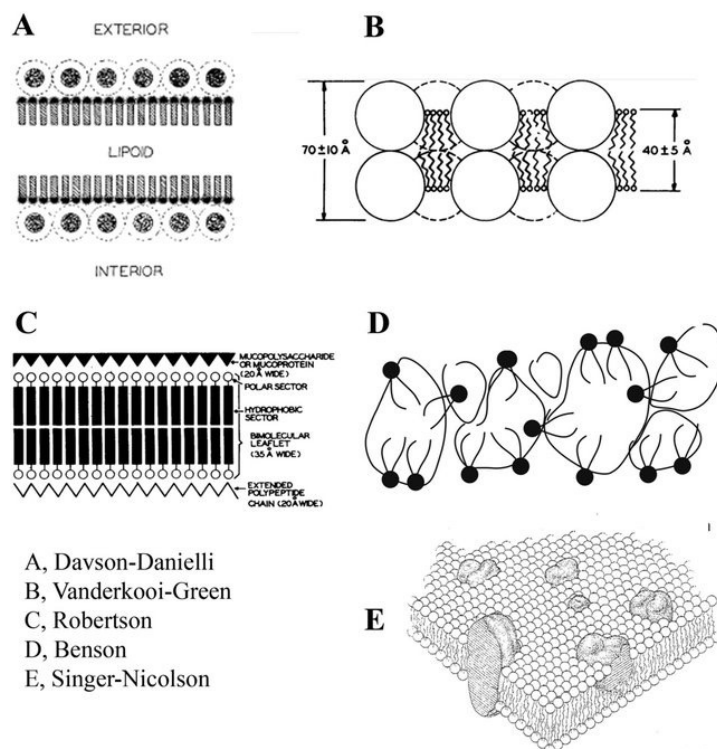 A
EXTERIOR
LIPOID
INTERIOR
B
70±10 Å
40±5 Å
C
MUCOPOLYSACCHARIDE
OR MUCOPROTEIN
(20 Å WIDE)
POLAR SECTOR
HYDROPHOBIC
SECTOR
BIMOLECULAR
LEAFLET
(35 Å WIDE)
EXTENDED
POLYPEPTIDE
CHAIN (20 Å WIDE)
D
A, Davson-Danielli
B, Vanderkooi-Green
C, Robertson
D, Benson
E, Singer-Nicolson
E